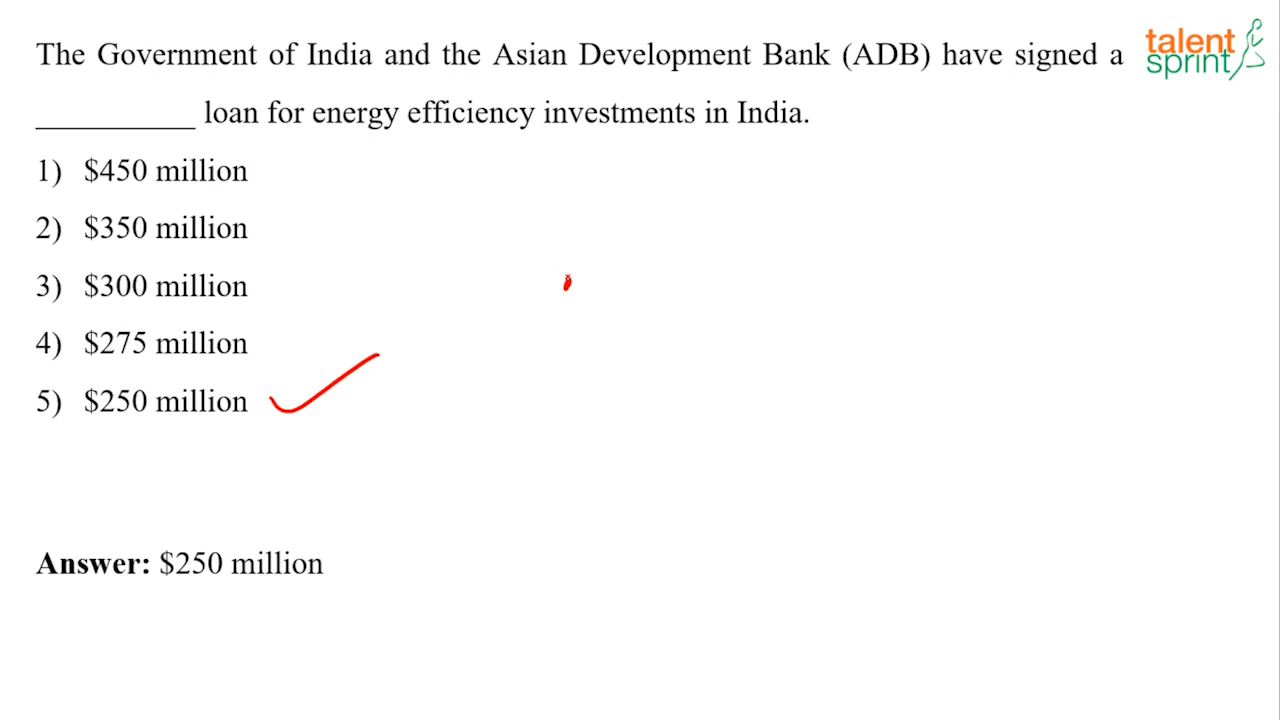 The Government of India and the Asian Development Bank (ADB) have signed a
__________ loan for energy efficiency investments in India.
1) $450 million
2) $350 million
3) $300 million
4) $275 million
5) $250 million
Answer: $250 million
talent
sprint